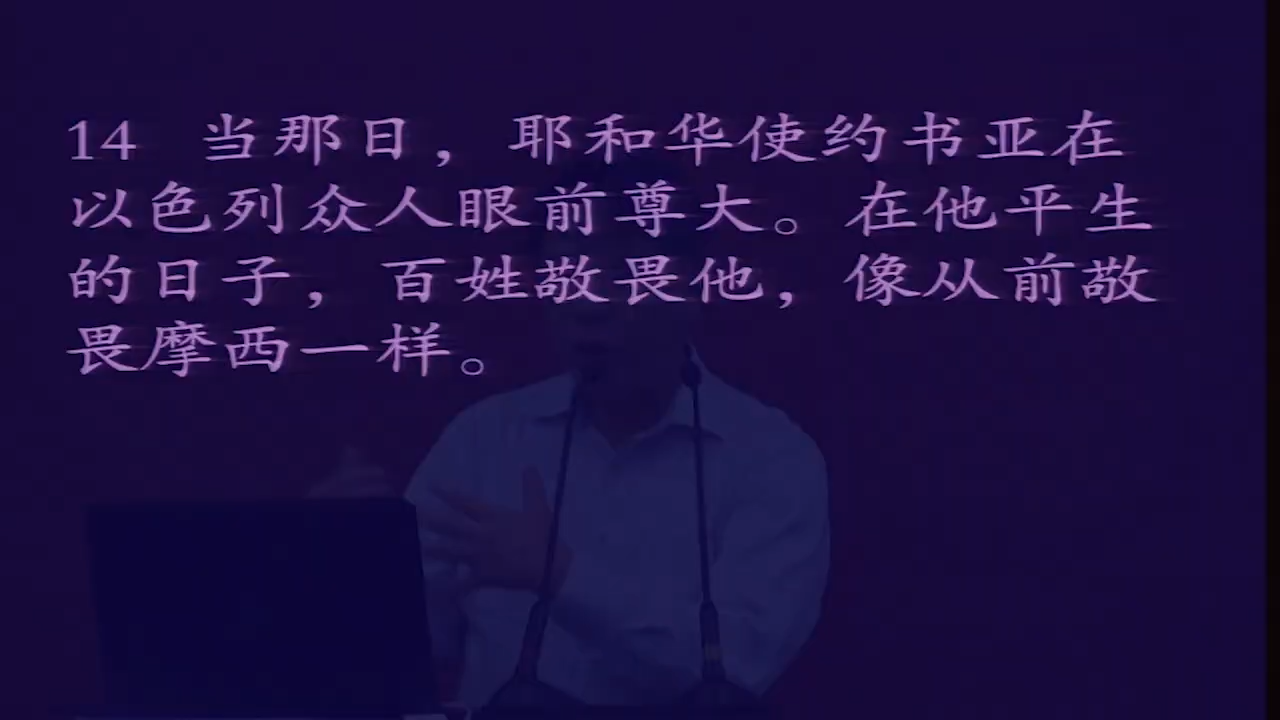 14 当那日，耶和华使约书亚在
以色列众人眼前尊大。在他平生
的日子，百姓敬畏他，像从前敬
畏摩西一样。